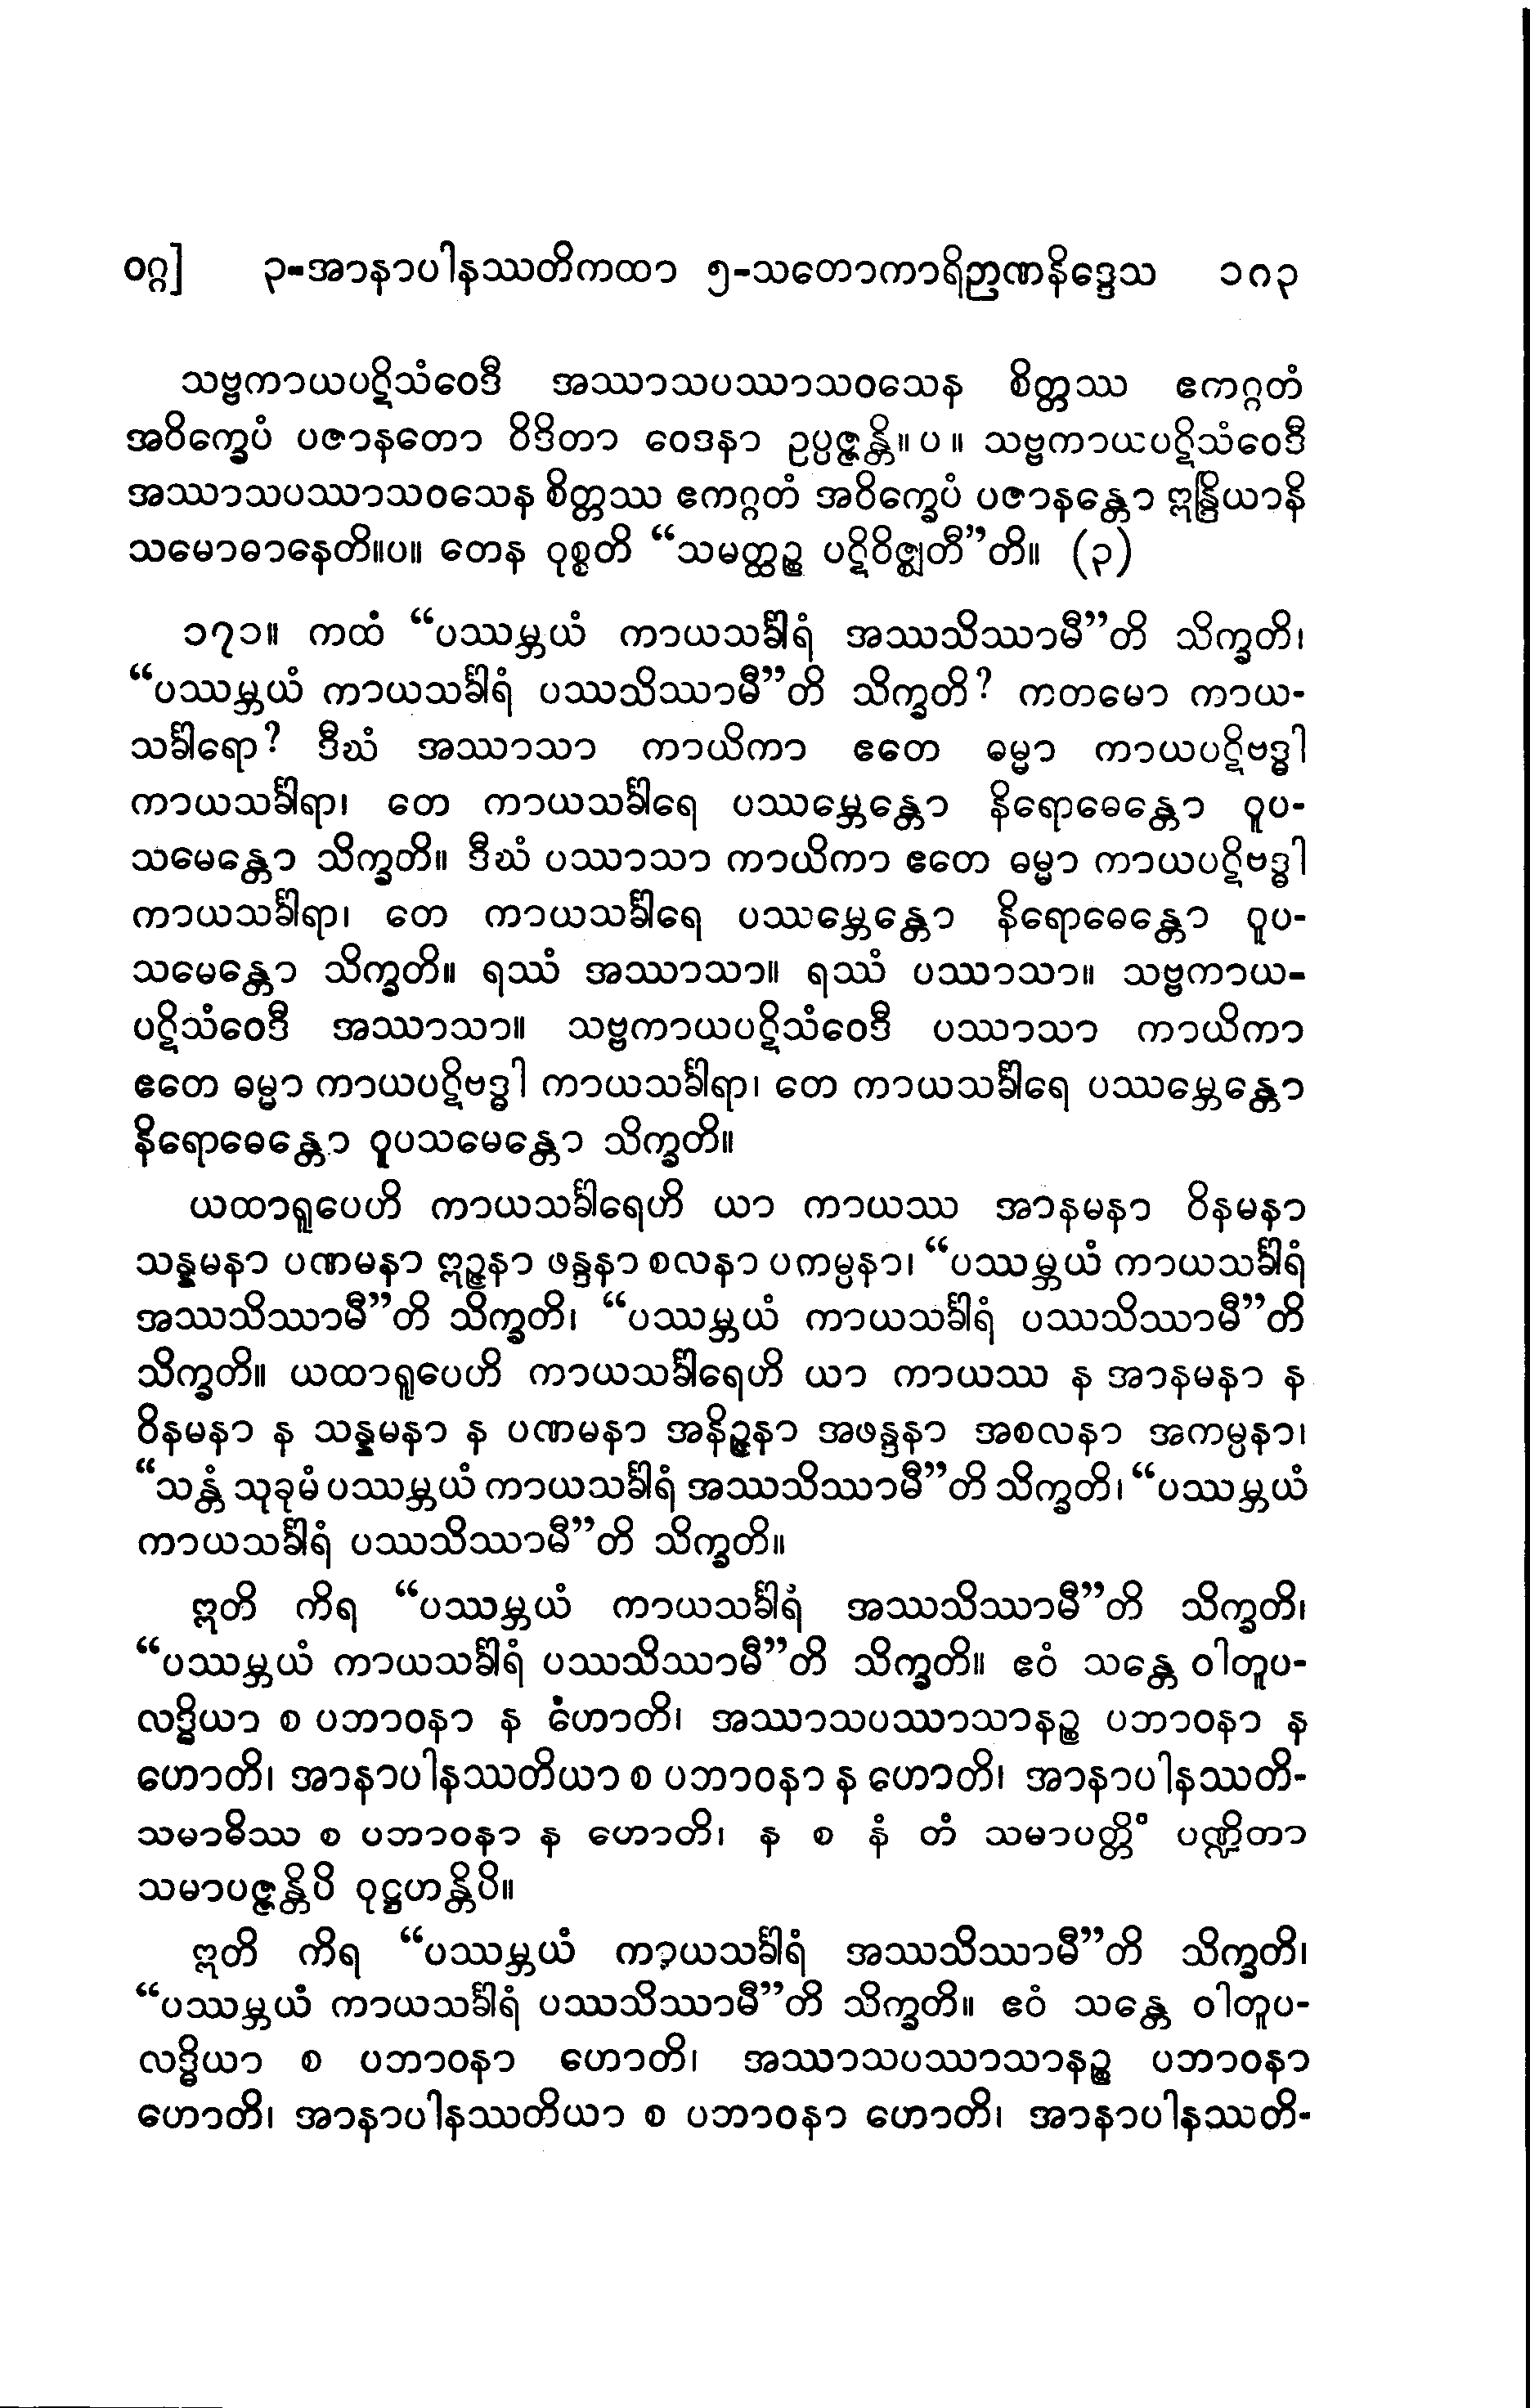 ဝဂ္ဂ] ၃-အာနာပါနဿတိကထာ ၅-သတောကာရိဉာဏနိဒ္ဒေသ ၁၈၃
သဗ္ဗကာယပဋိသံဝေဒီ အဿာသပဿာသဝသေန စိတ္တဿ ဧကဂ္ဂတံ
အဝိက္ခေပံ ပဇာနတော ဝိဒိတာ ဝေဒနာ ဥပ္ပဇ္ဇန္တိ။ ပ ။ သဗ္ဗကာယပဋိသံဝေဒီ
အဿာသပဿာသဝသေန စိတ္တဿ ဧကဂ္ဂတံ အဝိက္ခေပံ ပဇာနန္တော ဣန္ဒြိယာနိ
သမောဓာနေတိ။ပ။ တေန ဝုစ္စတိ “သမတ္ထဉ္စ ပဋိဝိဇ္ဈတီ”တိ။ (၃)
၁၇၁။ ကထံ “ပဿမ္ဘယံ ကာယသင်္ခါရံ အဿသိဿာမီ”တိ သိက္ခတိ၊
“ပဿမ္ဘယံ ကာယသင်္ခါရံ ပဿသိဿာမီ”တိ သိက္ခတိ? ကတမော ကာယ-
သင်္ခါရော? ဒီဃံ အဿာသာ ကာယိကာ ဧတေ ဓမ္မာ ကာယပဋိဗဒ္ဓါ
ကာယသင်္ခါရာ၊ တေ ကာယသင်္ခါရေ ပဿမ္ဘေန္တော နိရောဓေန္တော ဝူပ-
သမေန္တော သိက္ခတိ။ ဒီဃံ ပဿာသာ ကာယိကာ ဧတေ ဓမ္မာ ကာယပဋိဗဒ္ဓါ
ကာယသင်္ခါရာ၊ တေ ကာယသင်္ခါရေ ပဿမ္ဘေန္တော နိရောဓေန္တော ဝူပ-
သမေန္တော သိက္ခတိ။ ရဿံ အဿာသာ။ ရဿံ ပဿာသာ။ သဗ္ဗကာယ-
ပဋိသံဝေဒီ အဿာသာ။ သဗ္ဗကာယပဋိသံဝေဒီ ပဿာသာ ကာယိကာ
ဧတေ ဓမ္မာ ကာယပဋိဗဒ္ဓါ ကာယသင်္ခါရာ၊ တေ ကာယသင်္ခါရေ ပဿမ္ဘေန္တော
နိရောဓေန္တော ဝူပသမေန္တော သိက္ခတိ။
ယထာရူပေဟိ ကာယသင်္ခါရေဟိ ယာ ကာယဿ အာနမနာ ဝိနမနာ
သန္နမနာ ပဏမနာ ဣဉ္ဇနာ ဖန္ဒနာ စလနာ ပကမ္ပနာ၊ “ပဿမ္ဘယံ ကာယသင်္ခါရံ
အဿသိဿာမီ”တိ သိက္ခတိ၊ “ပဿမ္ဘယံ ကာယသင်္ခါရံ ပဿသိဿာမီ”တိ
သိက္ခတိ။ ယထာရူပေဟိ ကာယသင်္ခါရေဟိ ယာ ကာယဿ န အာနမနာ န
ဝိနမနာ န သန္နမနာ န ပဏမနာ အနိဉ္ဇနာ အဖန္ဒနာ အစလနာ အကမ္ပနာ၊
“သန္တံ သုခုမံ ပဿမ္ဘယံ ကာယသင်္ခါရံ အဿသိဿာမီ”တိ သိက္ခတိ၊ “ပဿမ္ဘယံ
ကာယသင်္ခါရံ ပဿသိဿာမီ”တိ သိက္ခတိ။
ဣတိ ကိရ “ပဿမ္ဘယံ ကာယသင်္ခါရံ အဿသိဿာမီ”တိ သိက္ခတိ၊
“ပဿမ္ဘယံ ကာယသင်္ခါရံ ပဿသိဿာမီ”တိ သိက္ခတိ။ ဧဝံ သန္တေ ဝါတူပ-
လဒ္ဓိယာ စ ပဘာဝနာ န ဟောတိ၊ အဿာသပဿာသာနဉ္စ ပဘာဝနာ န
ဟောတိ၊ အာနာပါနဿတိယာ စ ပဘာဝနာ န ဟောတိ၊ အာနာပါနဿတိ-
သမာဓိဿ စ ပဘာဝနာ န ဟောတိ၊ န စ နံ တံ သမာပတ္တိံ ပဏ္ဍိတာ
သမာပဇ္ဇန္တိပိ ဝုဋ္ဌဟန္တိပိ။
ဣတိ ကိရ “ပဿမ္ဘယံ ကာယသင်္ခါရံ အဿသိဿာမီ”တိ သိက္ခတိ၊
“ပဿမ္ဘယံ ကာယသင်္ခါရံ ပဿသိဿာမီ”တိ သိက္ခတိ။ ဧဝံ သန္တေ ဝါတူပ-
လဒ္ဓိယာ စ ပဘာဝနာ ဟောတိ၊ အဿာသပဿာသာနဉ္စ ပဘာဝနာ
ဟောတိ၊ အာနာပါနဿတိယာ စ ပဘာဝနာ ဟောတိ၊ အာနာပါနဿတိ-